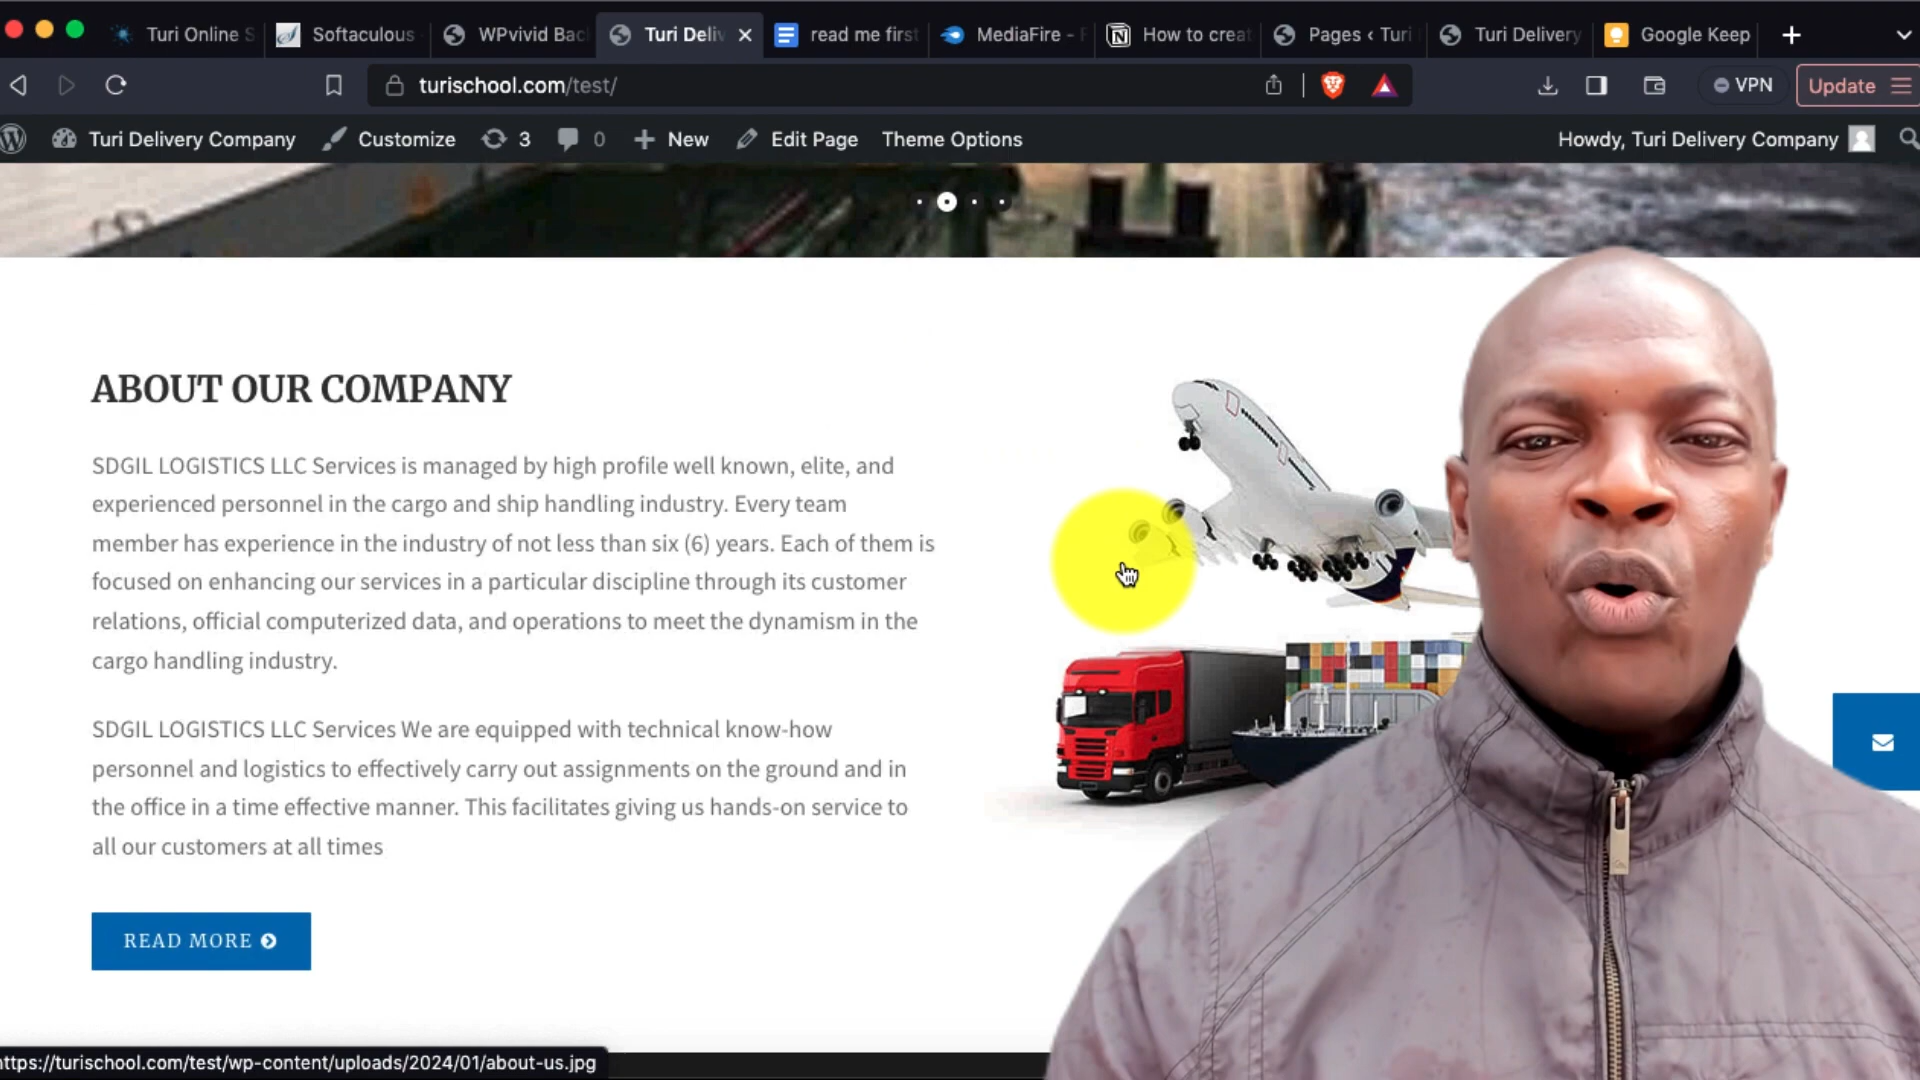 Turi Online S
Softaculous
WPvivid Bac
Turi Deliv
read me first
MediaFire - F
How to creat
Pages ‹ Turi
Turi Delivery
Google Keep
turischool.com/test/
VPN
Update
Turi Delivery Company
Customize
3
0
New
Edit Page
Theme Options
Howdy, Turi Delivery Company
ABOUT OUR COMPANY
SDGIL LOGISTICS LLC Services is managed by high profile well known, elite, and
experienced personnel in the cargo and ship handling industry. Every team
member has experience in the industry of not less than six (6) years. Each of them is
focused on enhancing our services in a particular discipline through its customer
relations, official computerized data, and operations to meet the dynamism in the
cargo handling industry.
SDGIL LOGISTICS LLC Services We are equipped with technical know-how
personnel and logistics to effectively carry out assignments on the ground and in
the office in a time effective manner. This facilitates giving us hands-on service to
all our customers at all times
READ MORE
https://turischool.com/test/wp-content/uploads/2024/01/about-us.jpg